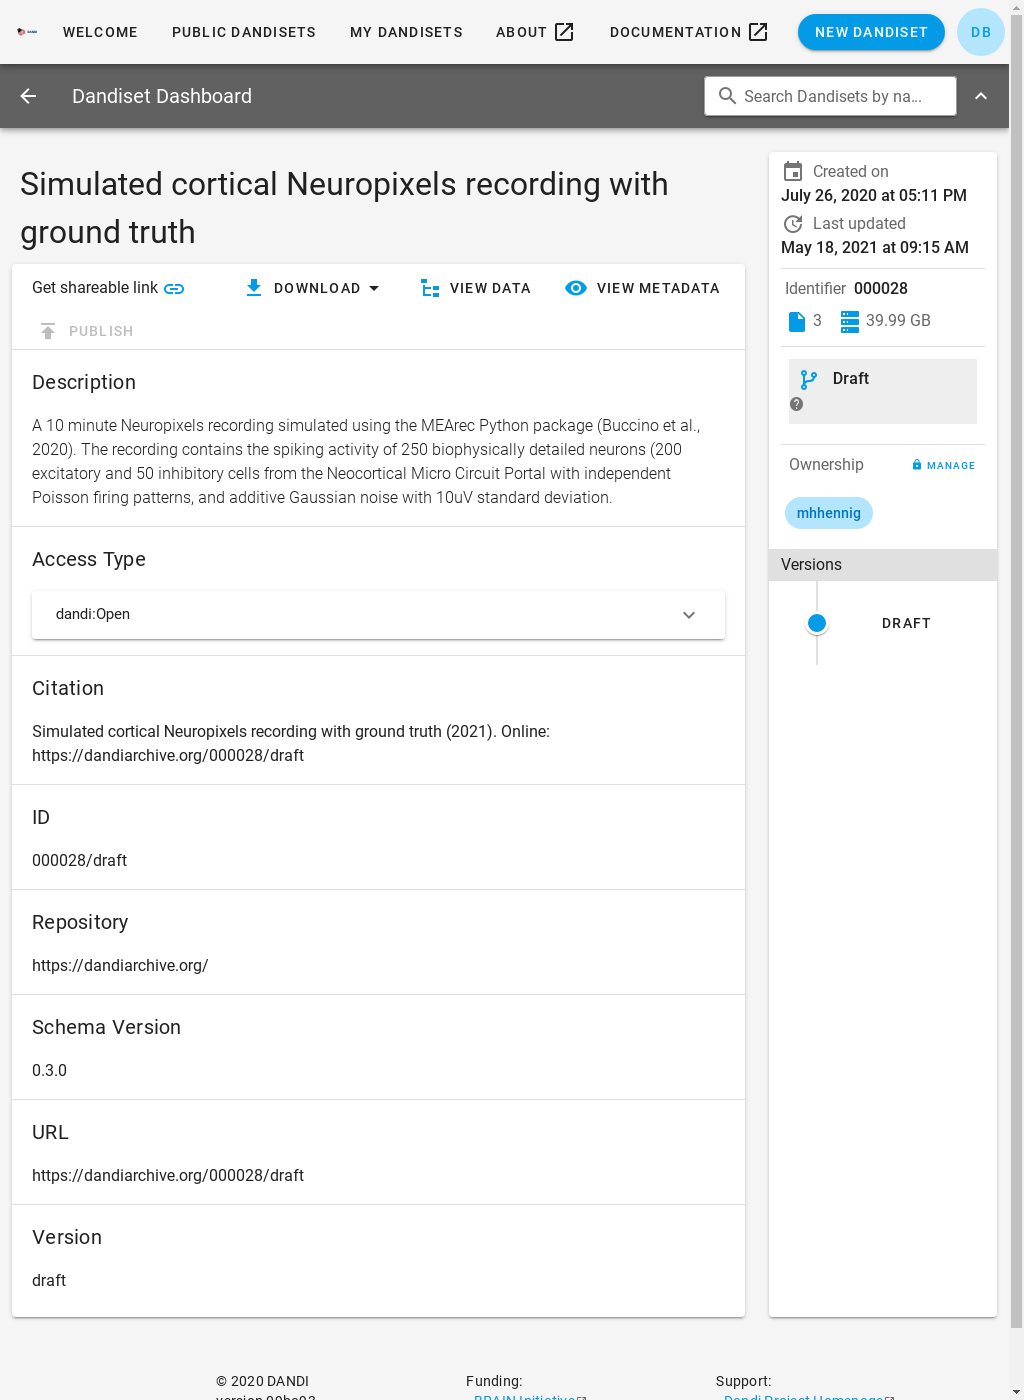 WELCOME
PUBLIC DANDISETS
MY DANDISETS
ABOUT
DOCUMENTATION
NEW DANDISET
DB
Dandiset Dashboard
Search Dandisets by na...
Simulated cortical Neuropixels recording with
ground truth
Get shareable link
DOWNLOAD
VIEW DATA
VIEW METADATA
PUBLISH
Description
A 10 minute Neuropixels recording simulated using the MEArec Python package (Buccino et al.,
2020). The recording contains the spiking activity of 250 biophysically detailed neurons (200
excitatory and 50 inhibitory cells from the Neocortical Micro Circuit Portal with independent
Poisson firing patterns, and additive Gaussian noise with 10uV standard deviation.
Access Type
dandi:Open
Citation
Simulated cortical Neuropixels recording with ground truth (2021). Online:
https://dandiarchive.org/000028/draft
ID
000028/draft
Repository
https://dandiarchive.org/
Schema Version
0.3.0
URL
https://dandiarchive.org/000028/draft
Version
draft
Created on
July 26, 2020 at 05:11 PM
Last updated
May 18, 2021 at 09:15 AM
Identifier 000028
3
39.99 GB
Draft
Ownership
MANAGE
mhhennig
Versions
DRAFT
© 2020 DANDI
Funding:
BRAIN Initiative
Support:
Dandi Project Homepage